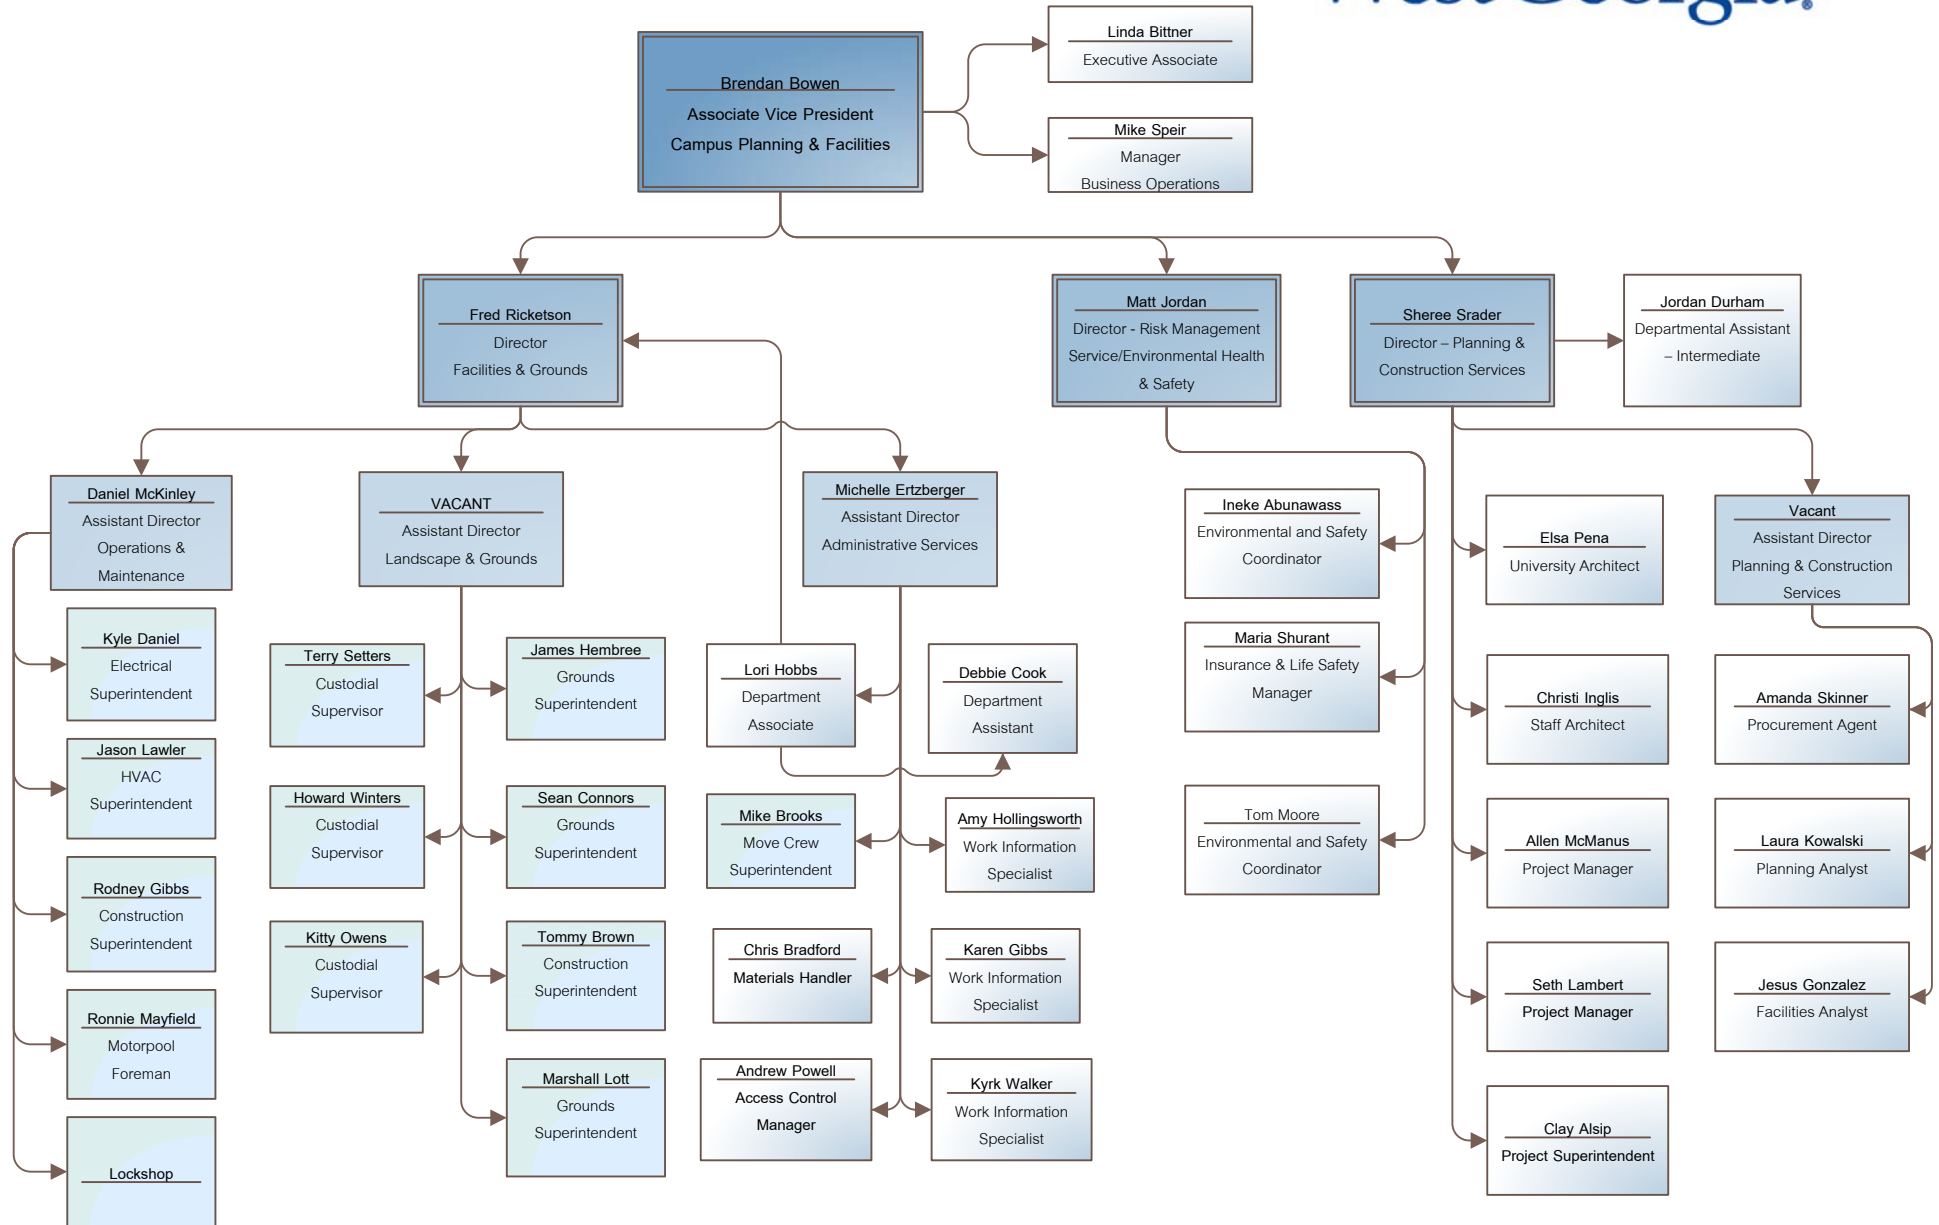 West Georgia®
Linda Bittner
Executive Associate
Brendan Bowen
Associate Vice President
Campus Planning & Facilities
Mike Speir
Manager
Business Operations
Fred Ricketson
Director
Facilities & Grounds
Matt Jordan
Director - Risk Management
Service/Environmental Health
& Safety
Sheree Srader
Director – Planning &
Construction Services
Jordan Durham
Departmental Assistant
– Intermediate
Daniel McKinley
Assistant Director
Operations &
Maintenance
VACANT
Assistant Director
Landscape & Grounds
Michelle Ertzberger
Assistant Director
Administrative Services
Ineke Abunawass
Environmental and Safety
Coordinator
Elsa Pena
University Architect
Vacant
Assistant Director
Planning & Construction
Services
Kyle Daniel
Electrical
Superintendent
Terry Setters
Custodial
Supervisor
James Hembree
Grounds
Superintendent
Lori Hobbs
Department
Associate
Debbie Cook
Department
Assistant
Maria Shurant
Insurance & Life Safety
Manager
Christi Inglis
Staff Architect
Amanda Skinner
Procurement Agent
Jason Lawler
HVAC
Superintendent
Howard Winters
Custodial
Supervisor
Sean Connors
Grounds
Superintendent
Mike Brooks
Move Crew
Superintendent
Amy Hollingsworth
Work Information
Specialist
Tom Moore
Environmental and Safety
Coordinator
Allen McManus
Project Manager
Laura Kowalski
Planning Analyst
Rodney Gibbs
Construction
Superintendent
Kitty Owens
Custodial
Supervisor
Tommy Brown
Construction
Superintendent
Chris Bradford
Materials Handler
Karen Gibbs
Work Information
Specialist
Seth Lambert
Project Manager
Jesus Gonzalez
Facilities Analyst
Ronnie Mayfield
Motorpool
Foreman
Marshall Lott
Grounds
Superintendent
Andrew Powell
Access Control
Manager
Kyrk Walker
Work Information
Specialist
Clay Alsip
Project Superintendent
Lockshop